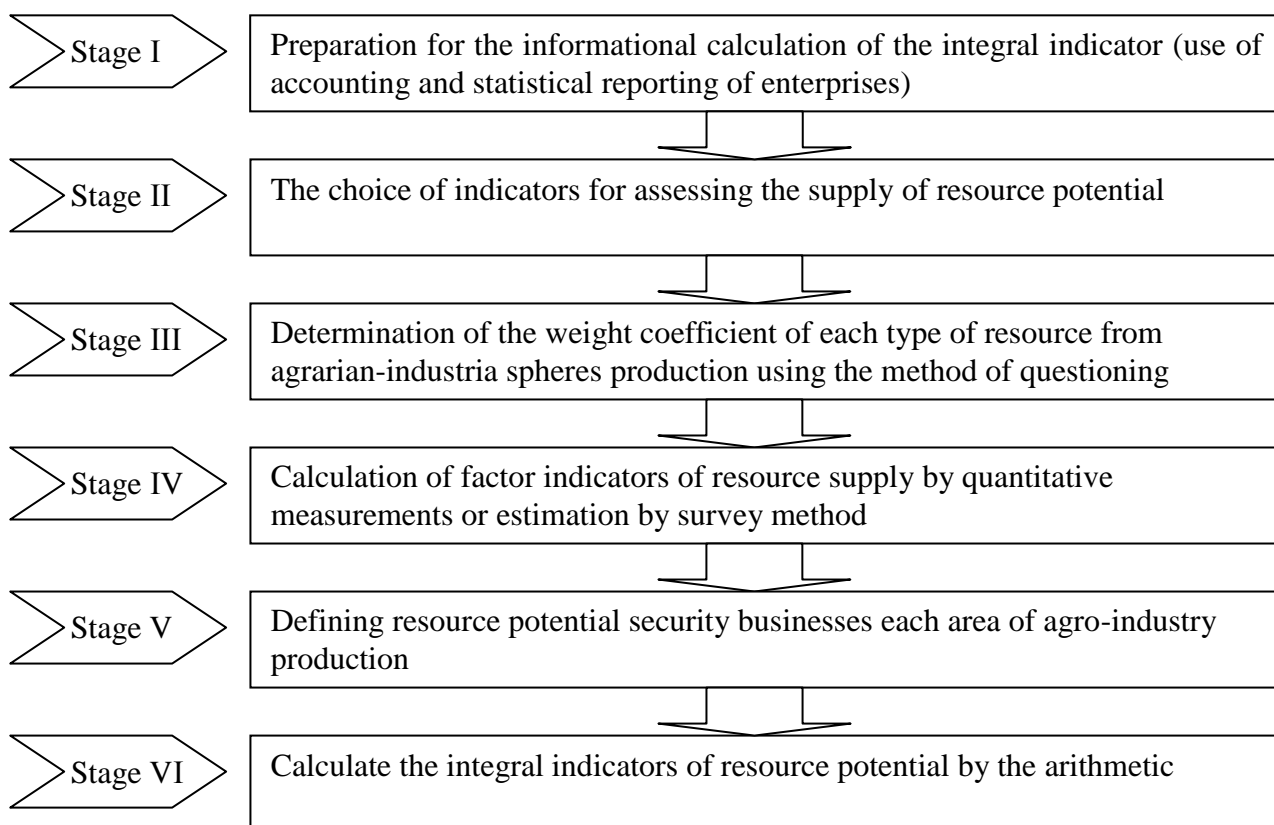 Stage I
Preparation for the informational calculation of the integral indicator (use of
accounting and statistical reporting of enterprises)
Stage II
The choice of indicators for assessing the supply of resource potential
Stage III
Determination of the weight coefficient of each type of resource from
agrarian-industria spheres production using the method of questioning
Stage IV
Calculation of factor indicators of resource supply by quantitative
measurements or estimation by survey method
Stage V
Defining resource potential security businesses each area of agro-industry
production
Stage VI
Calculate the integral indicators of resource potential by the arithmetic